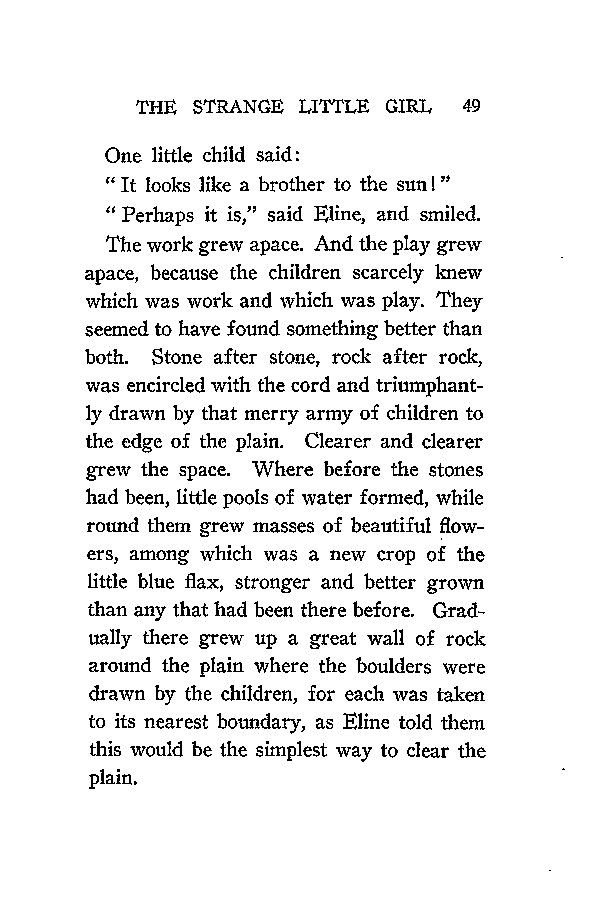 THE STRANGE LITTLE GIRL 49
One little child said:
“ It looks like a brother to the sun! ”
“ Perhaps it is,” said Eline, and smiled.
The work grew apace. And the play grew
apace, because the children scarcely knew
which was work and which was play. They
seemed to have found something better than
both. Stone after stone, rock after rock,
was encircled with the cord and triumphant-
ly drawn by that merry army of children to
the edge of the plain. Clearer and clearer
grew the space. Where before the stones
had been, little pools of water formed, while
round them grew masses of beautiful flow-
ers, among which was a new crop of the
little blue flax, stronger and better grown
than any that had been there before. Grad-
ually there grew up a great wall of rock
around the plain where the boulders were
drawn by the children, for each was taken
to its nearest boundary, as Eline told them
this would be the simplest way to clear the
plain.